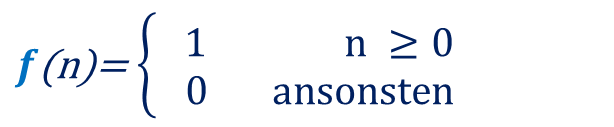 f(n)= { 1 n ≥ 0
0 ansonsten